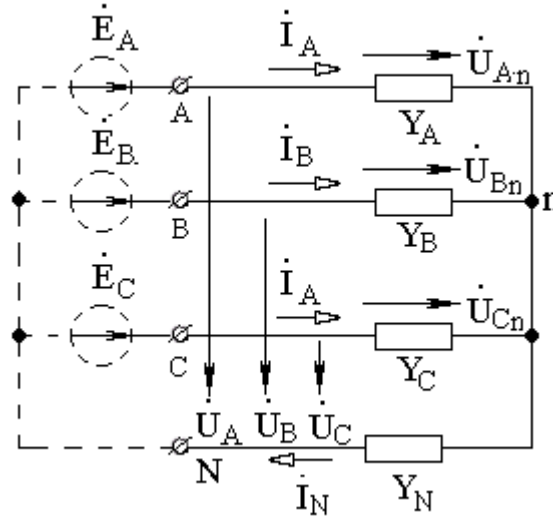 Ė_A İ_A U̇_An
A Y_A
Ė_B İ_B U̇_Bn
B Y_B n
Ė_C İ_A U̇_Cn
C Y_C
U̇_A U̇_B U̇_C
N İ_N Y_N